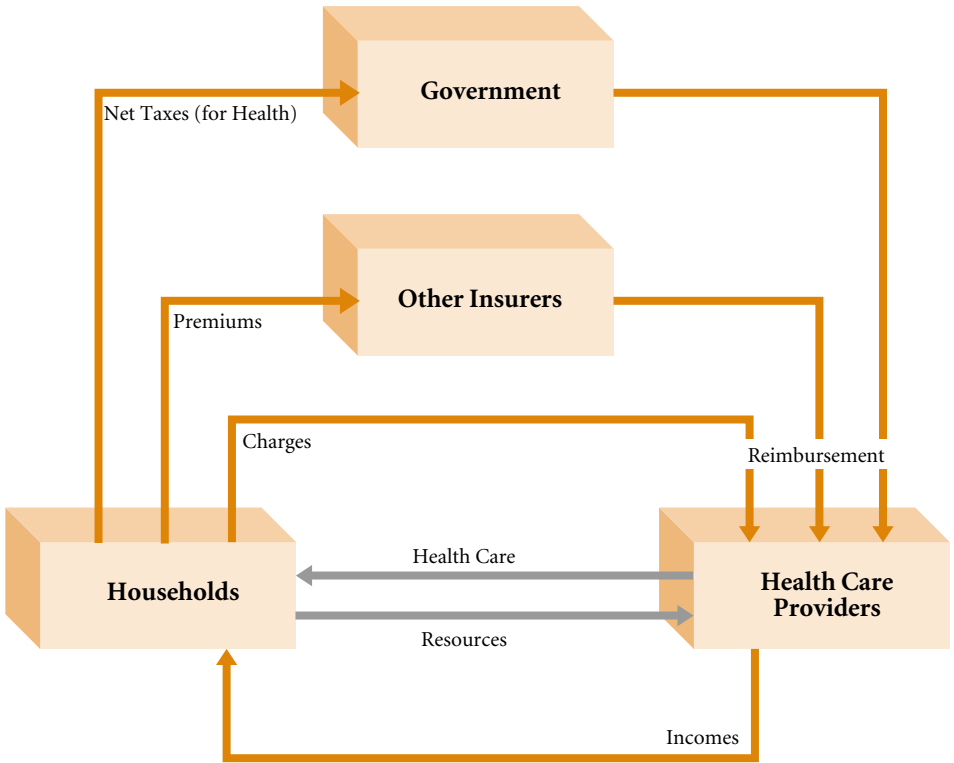 Government
Net Taxes (for Health)
Other Insurers
Premiums
Charges
Reimbursement
Health Care
Households
Health Care
Providers
Resources
Incomes